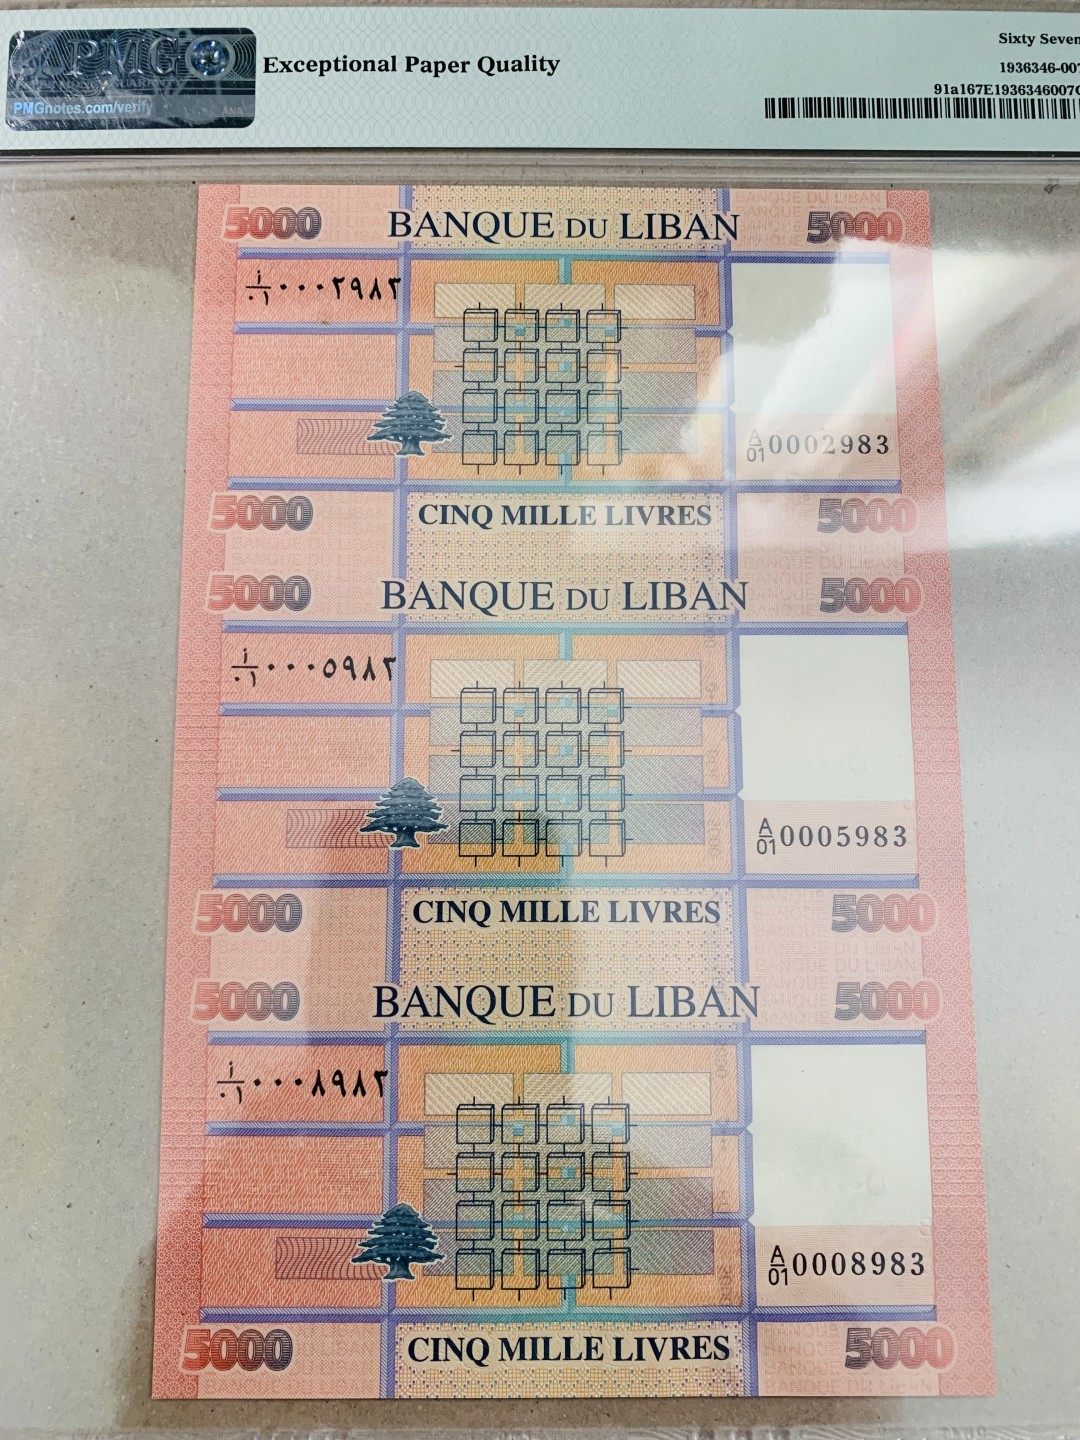 PMG
PMGnotes.com/verify
ANA
Exceptional Paper Quality
Sixty Seven
1936346-007
91a167E1936346007
5000 BANQUE DU LIBAN 5000
أ/٠١ ٠٠٠٢٩٨٣
A/01 0002983
5000 CINQ MILLE LIVRES 5000
5000 BANQUE DU LIBAN 5000
أ/٠١ ٠٠٠٥٩٨٣
A/01 0005983
5000 CINQ MILLE LIVRES 5000
5000 BANQUE DU LIBAN 5000
أ/٠١ ٠٠٠٨٩٨٣
A/01 0008983
5000 CINQ MILLE LIVRES 5000